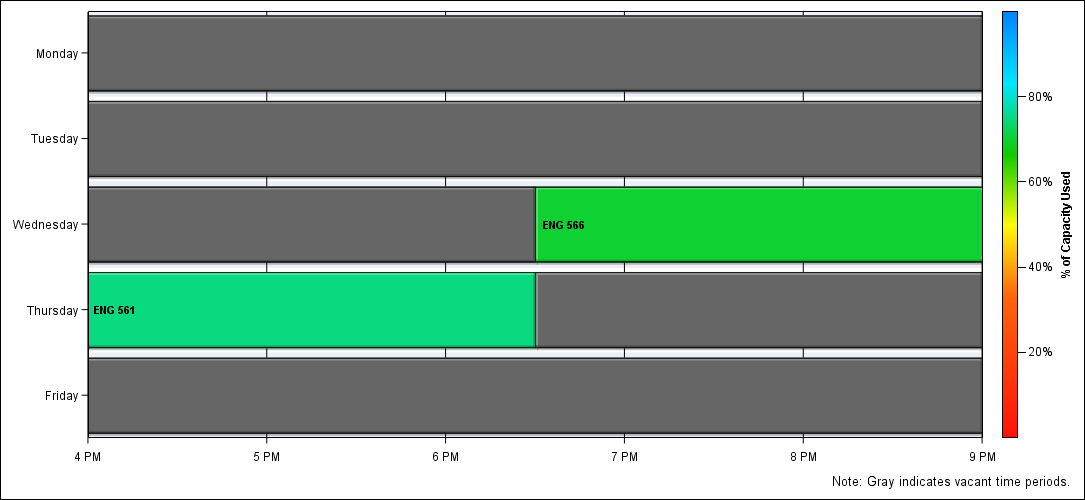 Monday
Tuesday
Wednesday
ENG 566
Thursday
ENG 561
Friday
4 PM
5 PM
6 PM
7 PM
8 PM
9 PM
80%
60%
40%
20%
% of Capacity Used
Note: Gray indicates vacant time periods.